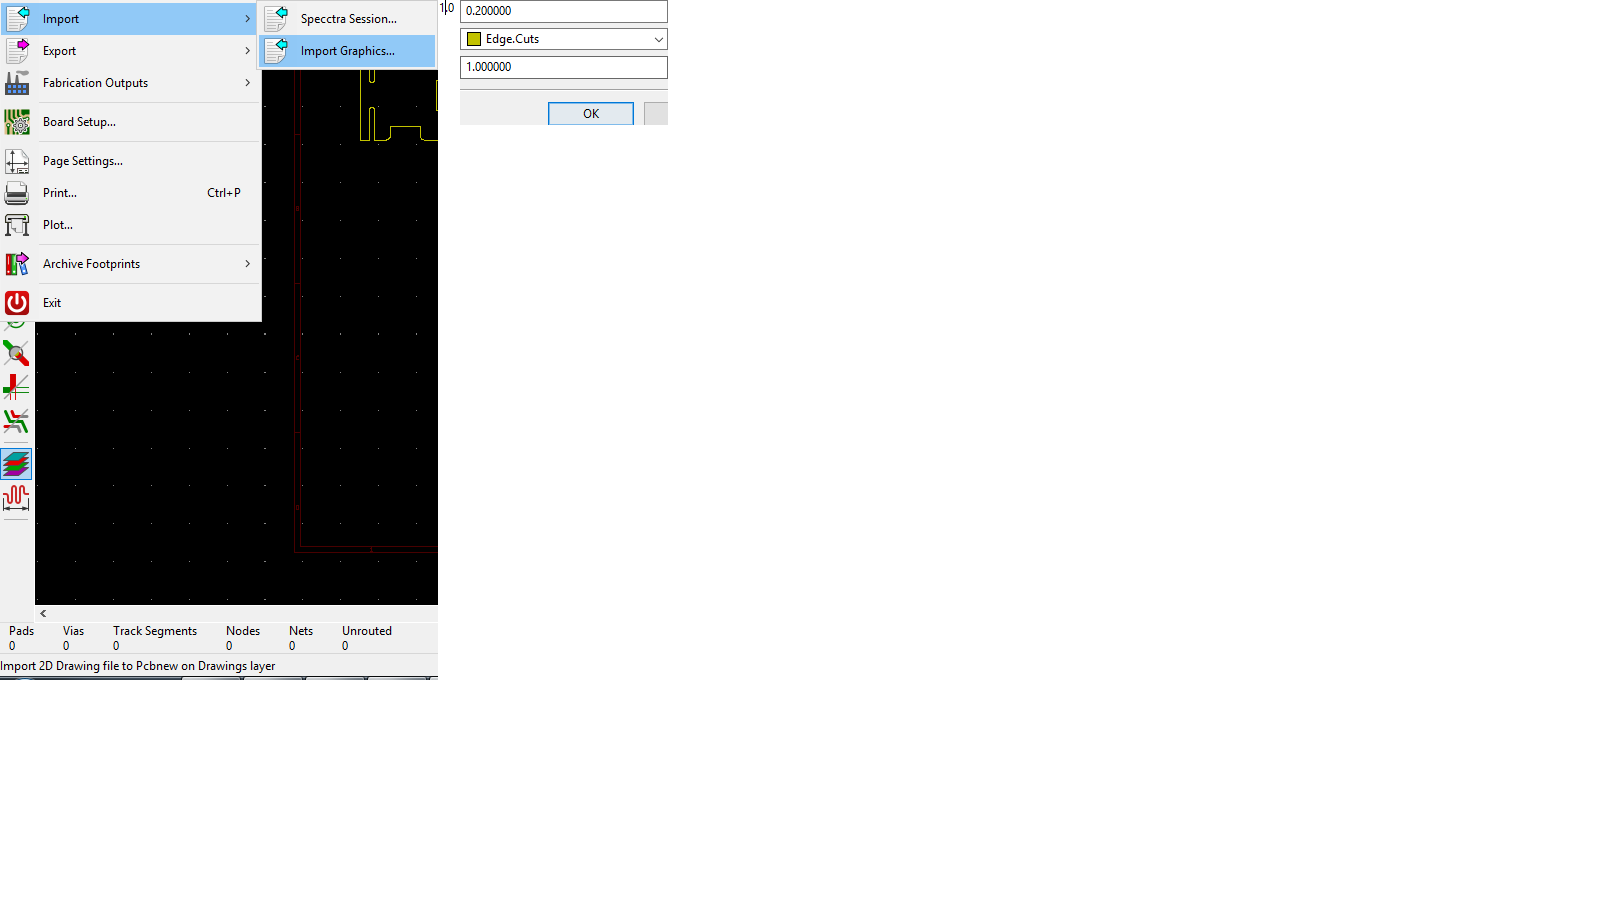 Import
Export
Fabrication Outputs
Board Setup...
Page Settings...
Print... Ctrl+P
Plot...
Archive Footprints
Exit
Specctra Session...
Import Graphics...
1.0
0.200000
Edge.Cuts
1.000000
OK
Pads Vias Track Segments Nodes Nets Unrouted
0 0 0 0 0 0
Import 2D Drawing file to Pcbnew on Drawings layer